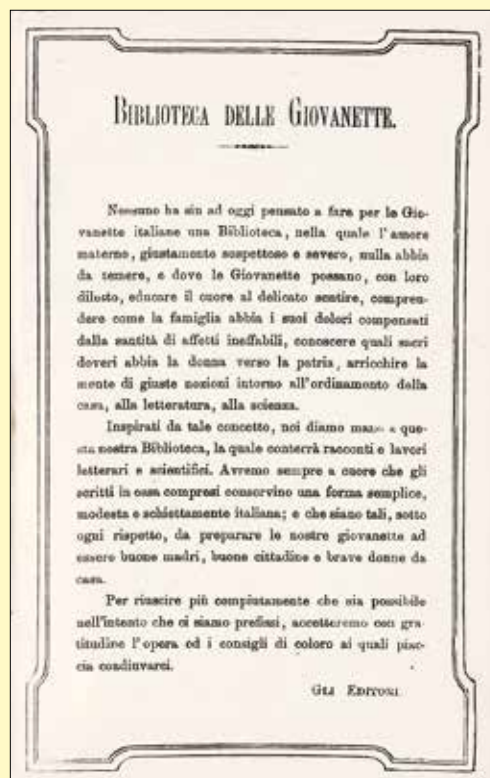 BIBLIOTECA DELLE GIOVANETTE.
Nessuno ha sin ad oggi pensato a fare per le Gio-
vanette italiane una Biblioteca, nella quale l'amore
materno, giustamente sospettoso e severo, nulla abbia
da temere, e dove le Giovanette possano, con loro
diletto, educare il cuore al delicato sentire, compren-
dere come la famiglia abbia i suoi dolori compensati
dalla santità di affetti ineffabili, conoscere quali sacri
doveri abbia la donna verso la patria, arricchire la
mente di giuste nozioni intorno all'ordinamento della
casa, alla letteratura, alla scienza.
Inspirati da tale concetto, noi diamo mano a que-
sta nostra Biblioteca, la quale conterrà racconti e lavori
letterari e scientifici. Avremo sempre a cuore che gli
scritti in essa compresi conservino una forma semplice,
modesta e schiettamente italiana; e che siano tali, sotto
ogni rispetto, da preparare le nostre giovanette ad
essere buone madri, buone cittadine e brave donne da
casa.
Per riuscire più compiutamente che sia possibile
nell'intento che ci siamo prefissi, accetteremo con gra-
titudine l'opera ed i consigli di coloro ai quali piac-
cia coadiuvarci.
GLI EDITORI